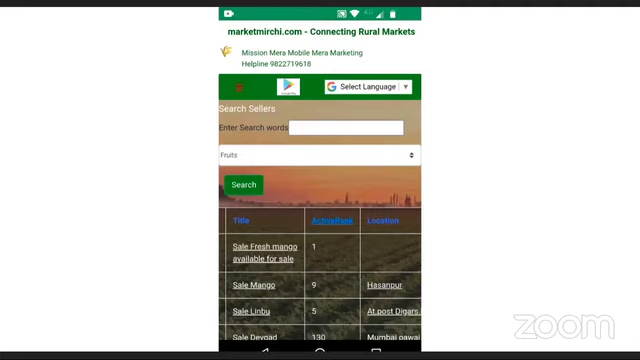 marketmirchi.com - Connecting Rural Markets
Mission Mera Mobile Mera Marketing
Helpline 9822719618
Select Language
Search Sellers
Enter Search words
Fruits
Search
Title ActiveRank Location
Sale Fresh mango 1
available for sale
Sale Mango 9 Hasanpur
Sale Linbu 5 At.post Digars.
Sale Devgad 130 Mumbai pawai
zoom